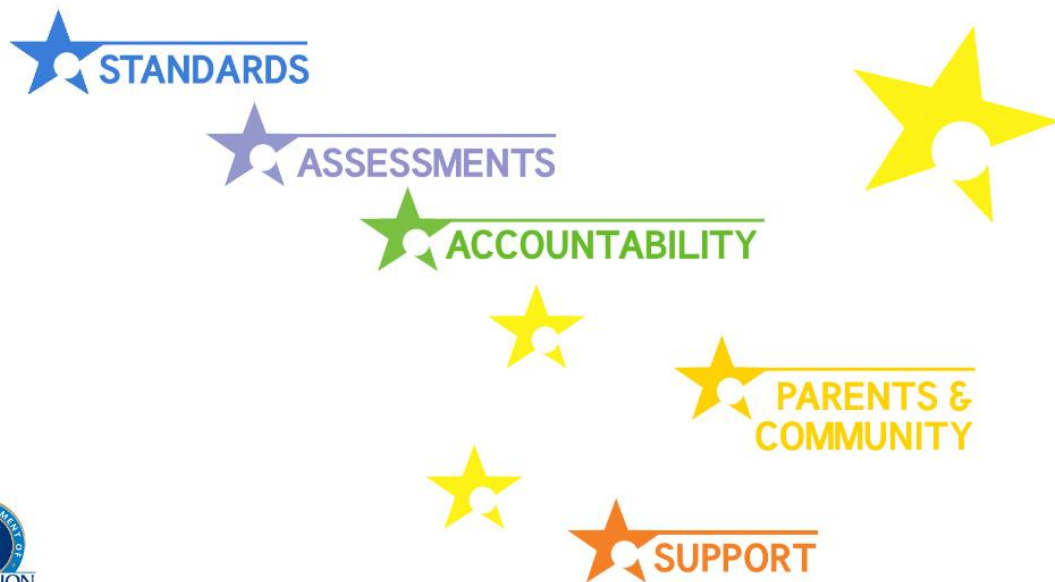 STANDARDS
ASSESSMENTS
ACCOUNTABILITY
PARENTS &
COMMUNITY
SUPPORT